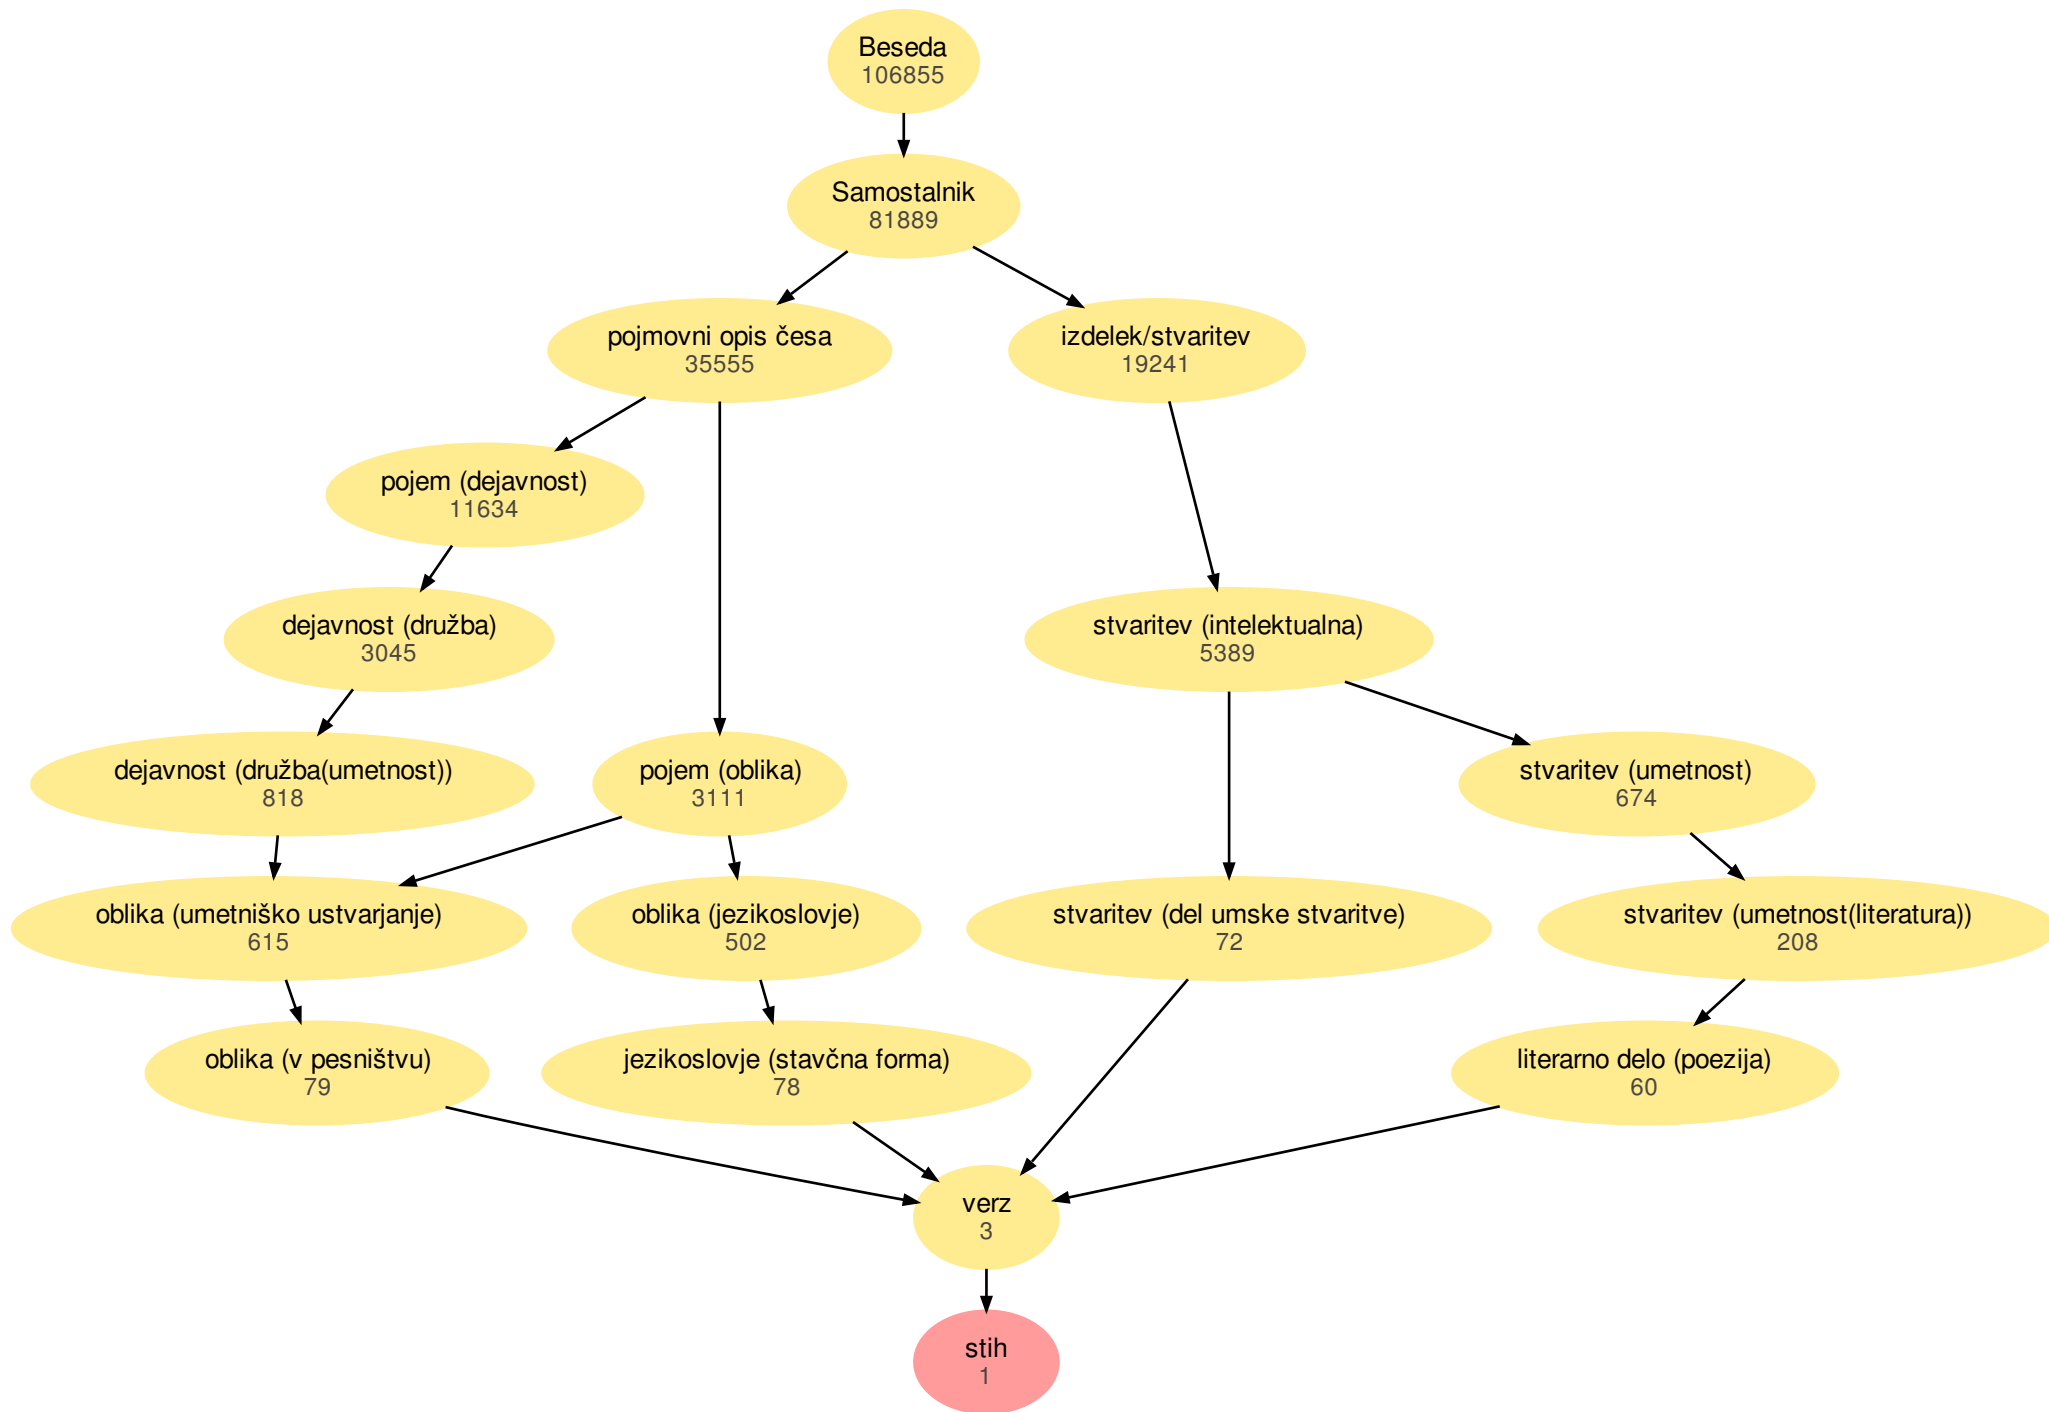 Beseda
106855
Samostalnik
81889
pojmovni opis česa
35555
izdelek/stvaritev
19241
pojem (dejavnost)
11634
dejavnost (družba)
3045
stvaritev (intelektualna)
5389
dejavnost (družba(umetnost))
818
pojem (oblika)
3111
stvaritev (umetnost)
674
oblika (umetniško ustvarjanje)
615
oblika (jezikoslovje)
502
stvaritev (del umske stvaritve)
72
stvaritev (umetnost(literatura))
208
oblika (v pesništvu)
79
jezikoslovje (stavčna forma)
78
literarno delo (poezija)
60
verz
3
stih
1